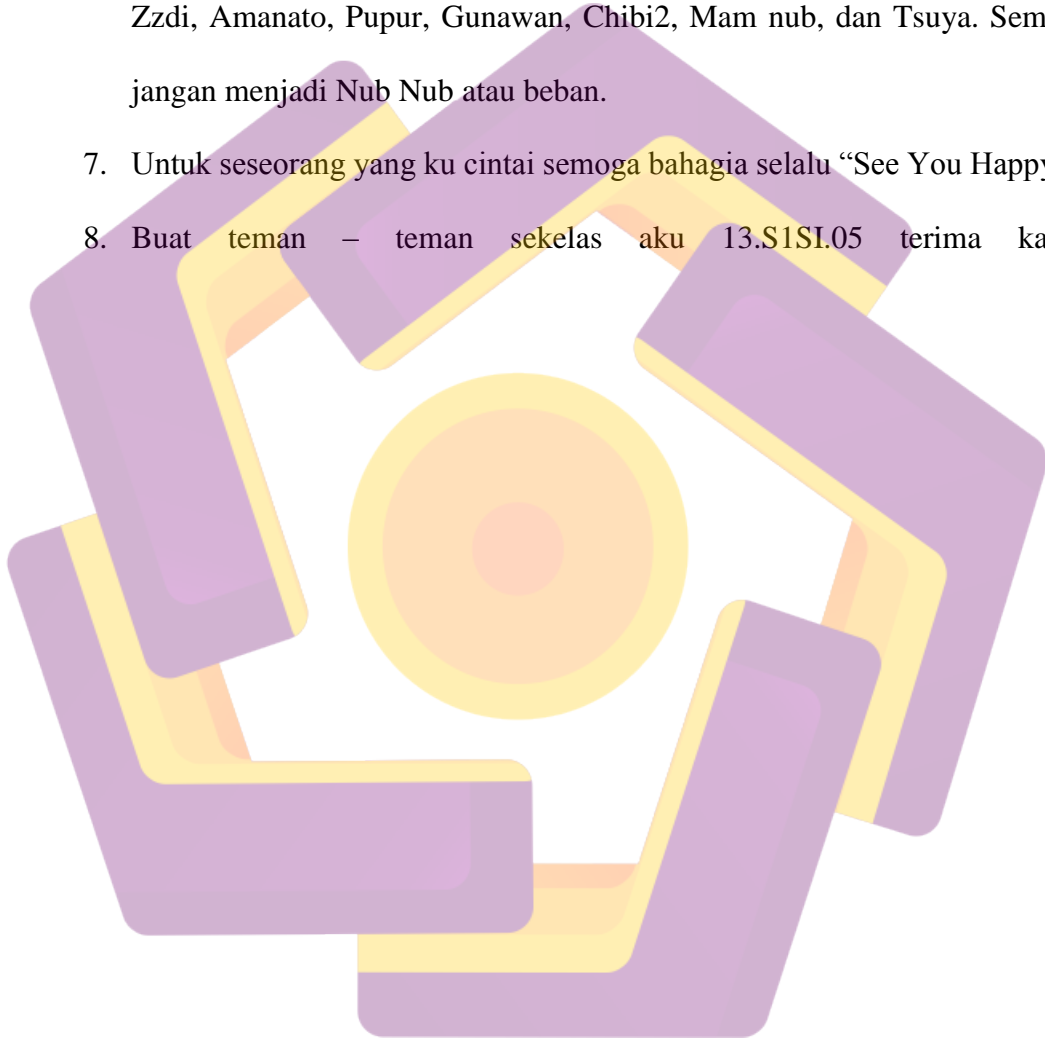 Zzdi, Amanato, Pupur, Gunawan, Chibi2, Mam nub, dan Tsuya. Sem
jangan menjadi Nub Nub atau beban.
7. Untuk seseorang yang ku cintai semoga bahagia selalu “See You Happy
8. Buat teman – teman sekelas aku 13.S1SI.05 terima ka